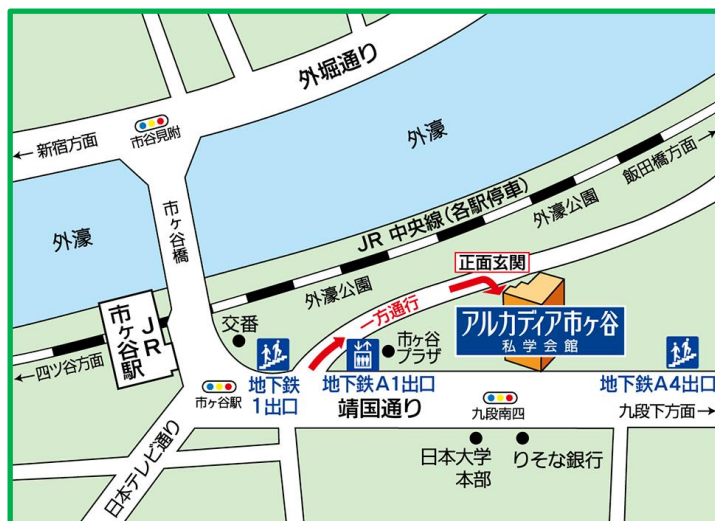 外堀通り
市谷見附
← 新宿方面
外濠
飯田橋方面 →
外濠
市ヶ谷橋
JR 中央線(各駅停車)
外濠公園
外濠公園
正面玄関
一方通行
アルカディア市ヶ谷
私学会館
JR
市ヶ谷駅
交番
市ヶ谷
プラザ
← 四ツ谷方面
市ヶ谷駅
地下鉄
1出口
地下鉄A1出口
地下鉄A4出口
靖国通り
九段南四
九段下方面→
日本テレビ通り
日本大学
本部
りそな銀行